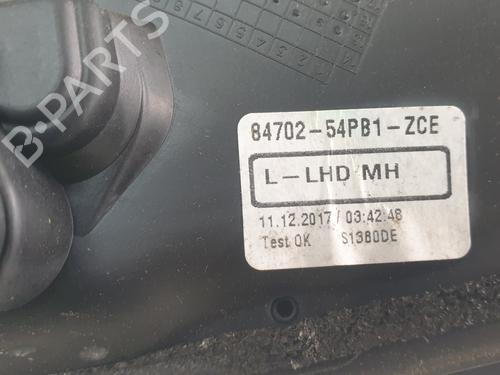 84702-54PB1-ZCE
L-LHD MH
11.12.2017 / 03:42:48
Test OK S1380DE
B-PARTS